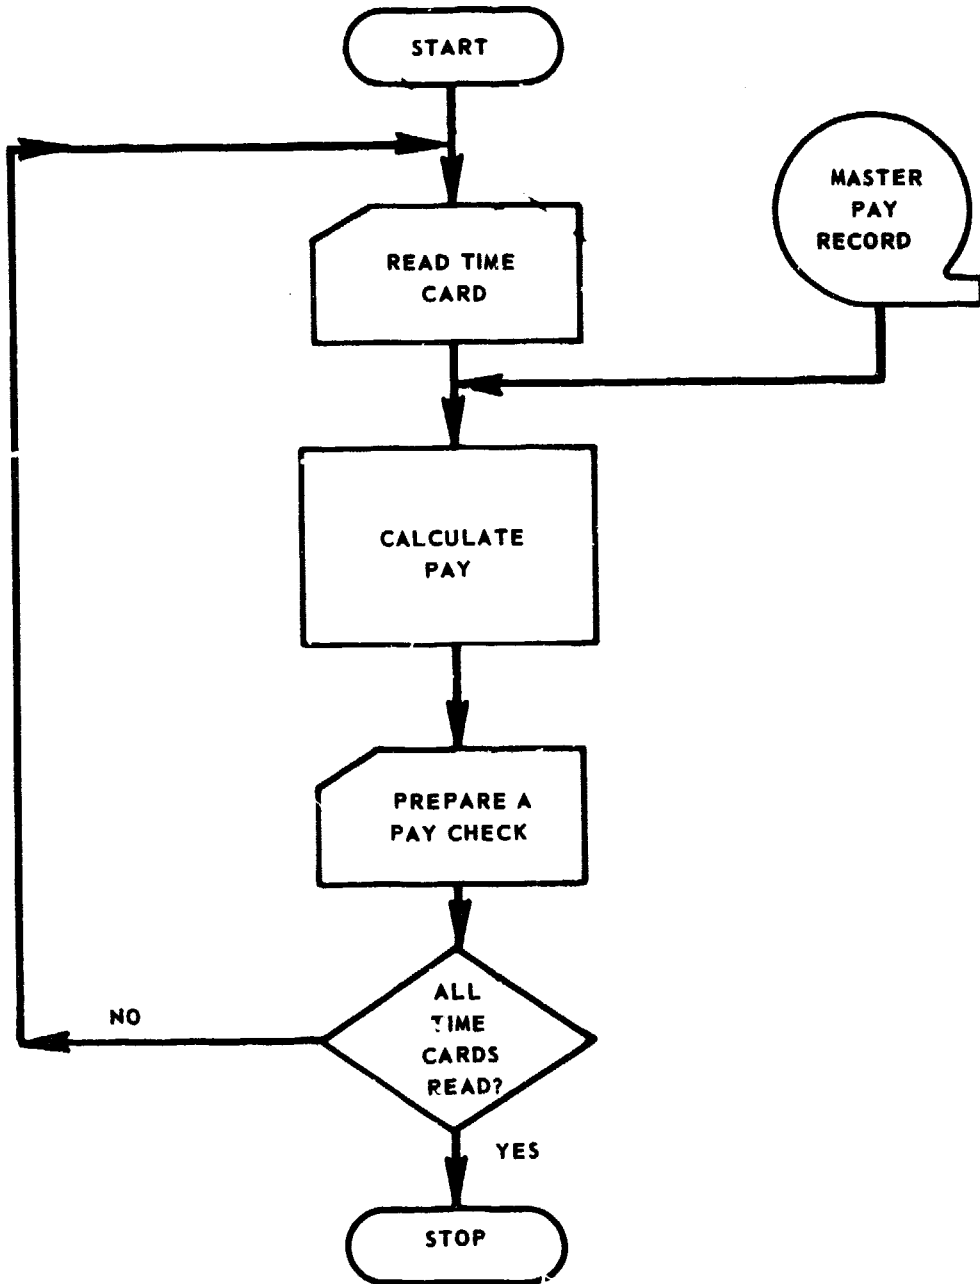 START
MASTER
PAY
RECORD
READ TIME
CARD
CALCULATE
PAY
PREPARE A
PAY CHECK
ALL
TIME
CARDS
READ?
NO
YES
STOP